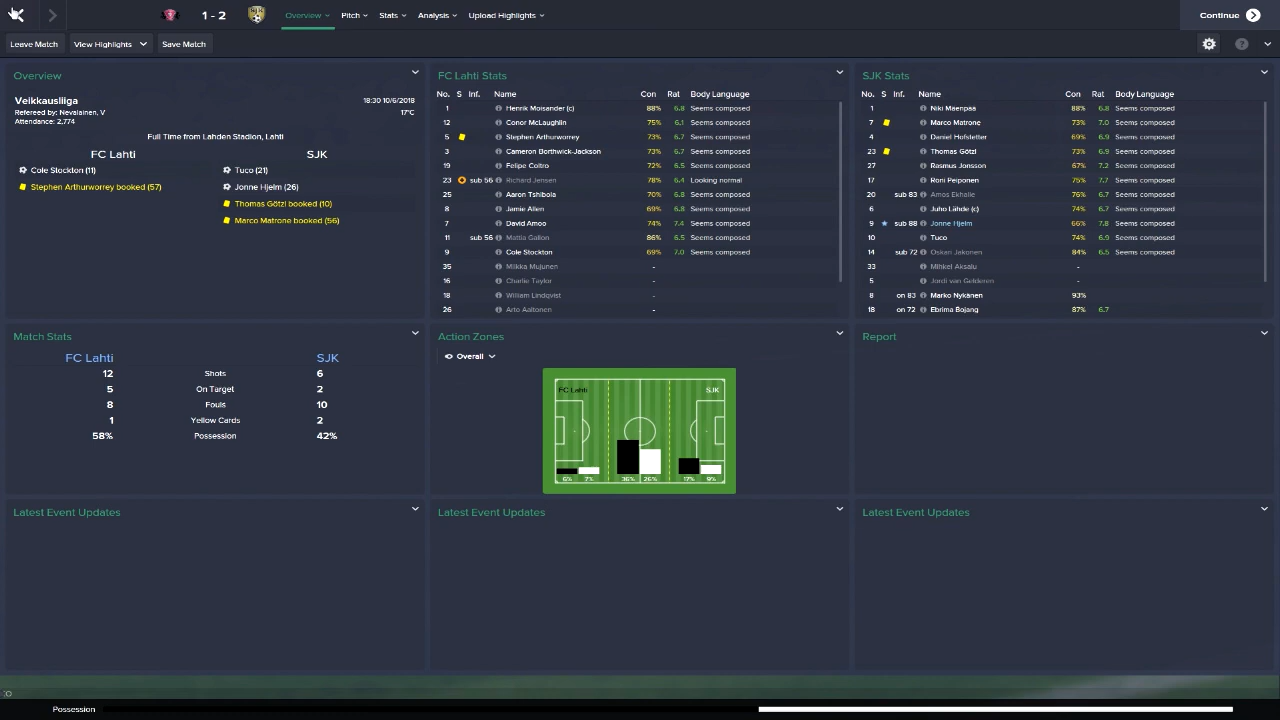 1 - 2 Overview Pitch Stats Analysis Upload Highlights Continue
Leave Match View Highlights Save Match ?
Overview
Veikkausliiga 18:30 10/6/2018
Refereed by: Nevalainen, V 17°C
Attendance: 2,774
Full Time from Lahden Stadion, Lahti
FC Lahti SJK
Cole Stockton (11) Tuco (21)
Stephen Arthurworrey booked (57) Jonne Hjelm (26)
Thomas Götzl booked (10)
Marco Matrone booked (56)
FC Lahti Stats
No. S Inf. Name Con Rat Body Language
1 Henrik Moisander (c) 88% 6.8 Seems composed
12 Conor McLaughlin 75% 6.1 Seems composed
5 Stephen Arthurworrey 73% 6.7 Seems composed
3 Cameron Borthwick-Jackson 73% 6.7 Seems composed
19 Felipe Coltro 72% 6.5 Seems composed
23 sub 56 Richard Jensen 78% 6.4 Looking normal
25 Aaron Tshibola 70% 6.8 Seems composed
8 Jamie Allen 69% 6.8 Seems composed
7 David Amoo 74% 7.4 Seems composed
11 sub 56 Mattia Gallon 86% 6.5 Seems composed
9 Cole Stockton 69% 7.0 Seems composed
35 Miikka Mujunen -
16 Charlie Taylor -
18 William Lindqvist -
26 Arto Aaltonen -
SJK Stats
No. S Inf. Name Con Rat Body Language
1 Niki Mäenpää 88% 6.8 Seems composed
7 Marco Matrone 73% 7.0 Seems composed
4 Daniel Hofstetter 69% 6.9 Seems composed
23 Thomas Götzl 73% 6.9 Seems composed
27 Rasmus Jonsson 67% 7.2 Seems composed
17 Roni Peiponen 75% 7.7 Seems composed
20 sub 83 Amos Ekhalie 76% 6.7 Seems composed
6 Juho Lähde (c) 74% 6.7 Seems composed
9 sub 88 Jonne Hjelm 66% 7.8 Seems composed
10 Tuco 74% 6.9 Seems composed
14 sub 72 Oskari Jakonen 84% 6.5 Seems composed
33 Mihkel Aksalu -
5 Jordi van Gelderen -
8 on 83 Marko Nykänen 93%
18 on 72 Ebrima Bojang 87% 6.7
Match Stats
FC Lahti SJK
12 Shots 6
5 On Target 2
8 Fouls 10
1 Yellow Cards 2
58% Possession 42%
Action Zones
Overall
FC Lahti SJK
6% 7% 36% 26% 17% 9%
Report
Latest Event Updates
Latest Event Updates
Latest Event Updates
:o
Possession